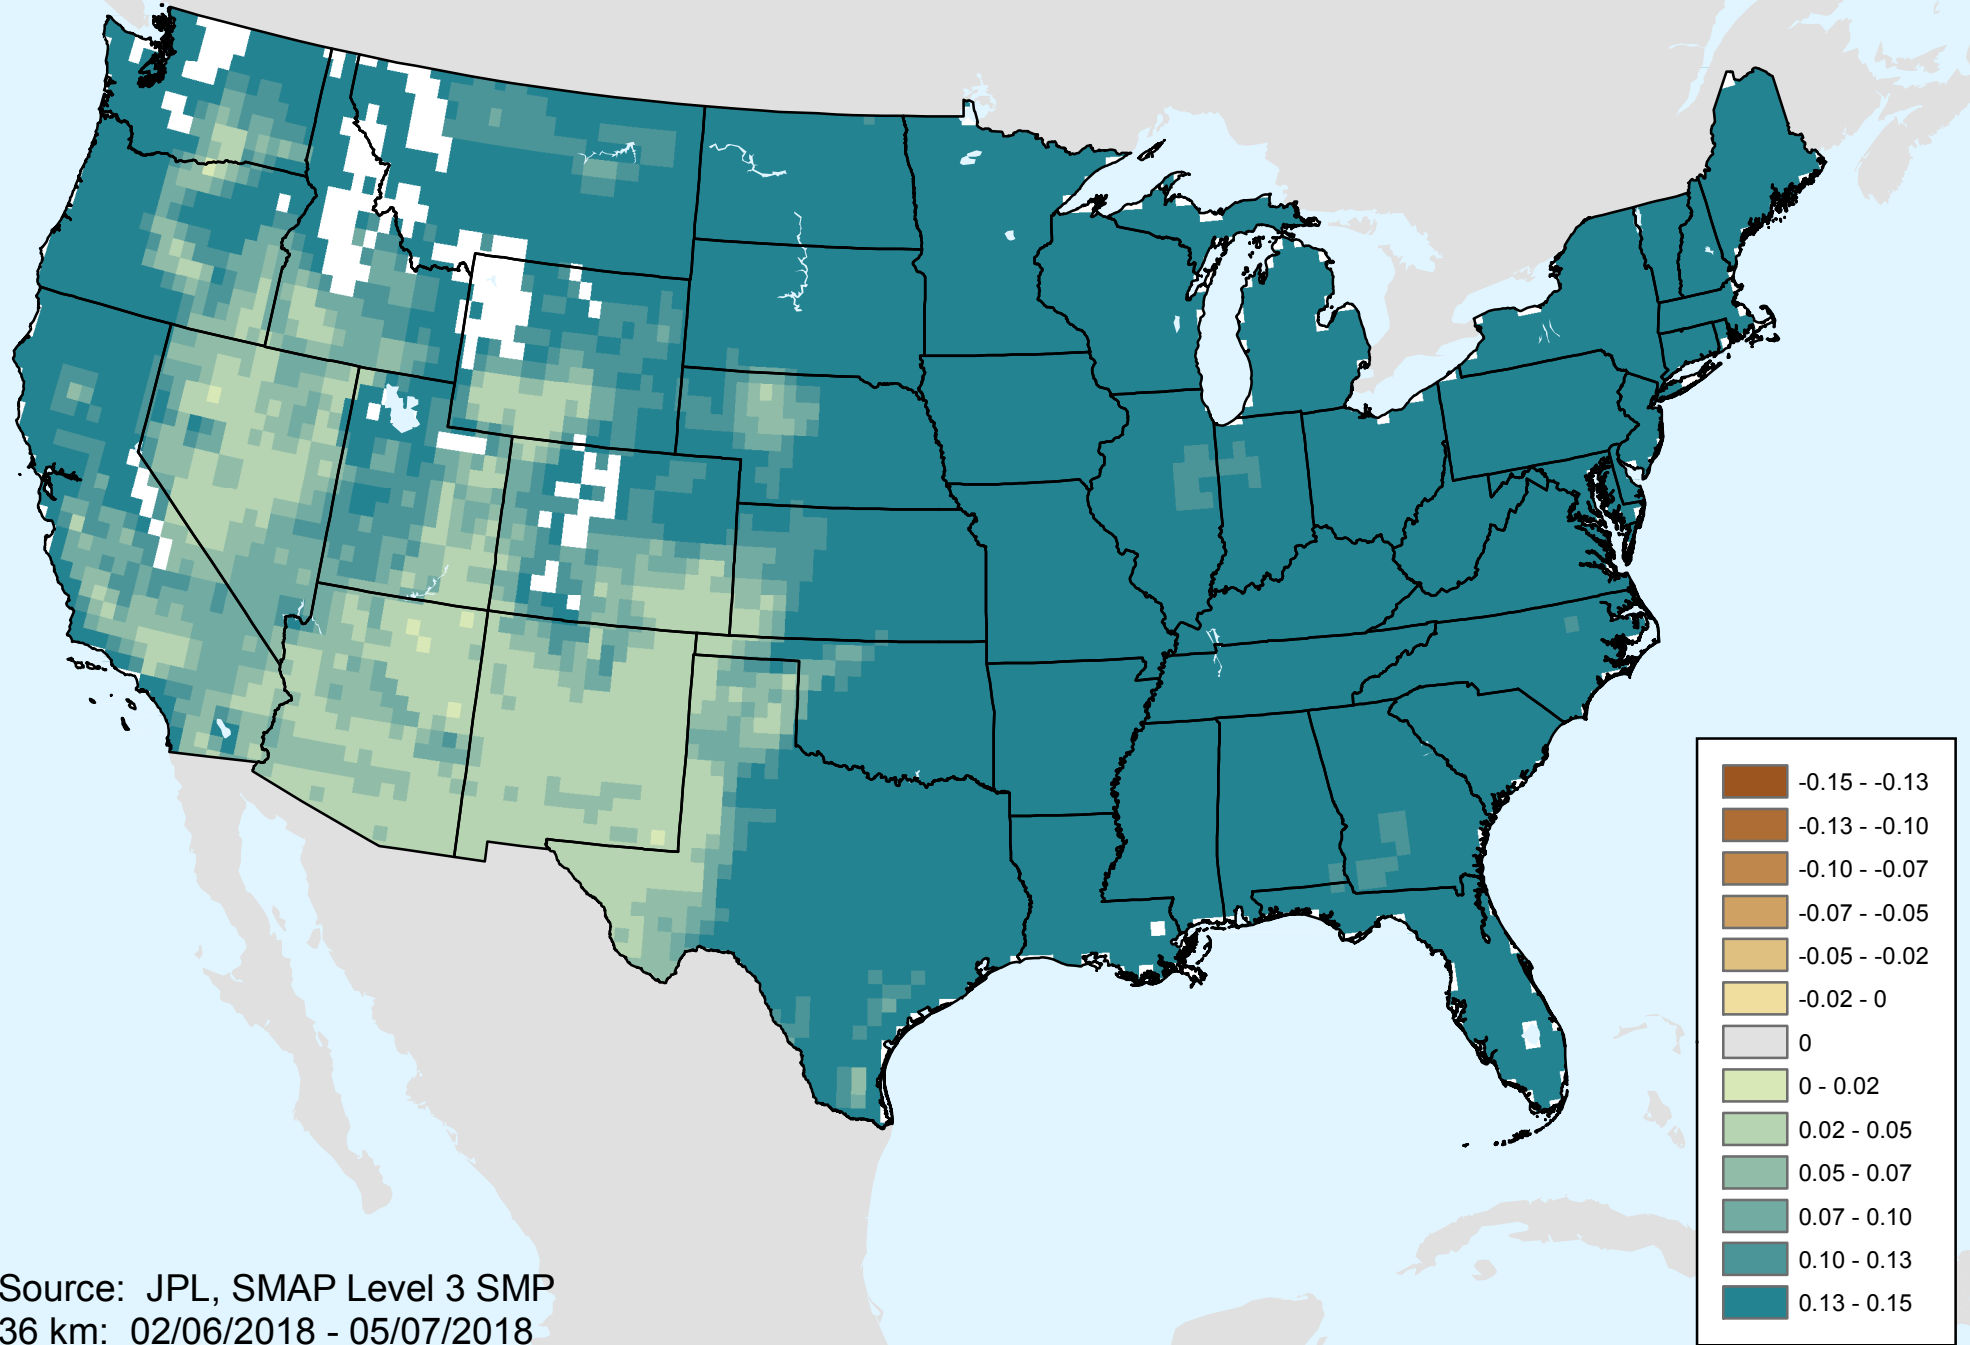 -0.15 - -0.13
-0.13 - -0.10
-0.10 - -0.07
-0.07 - -0.05
-0.05 - -0.02
-0.02 - 0
0
0 - 0.02
0.02 - 0.05
0.05 - 0.07
0.07 - 0.10
0.10 - 0.13
0.13 - 0.15
Source: JPL, SMAP Level 3 SMP
36 km: 02/06/2018 - 05/07/2018